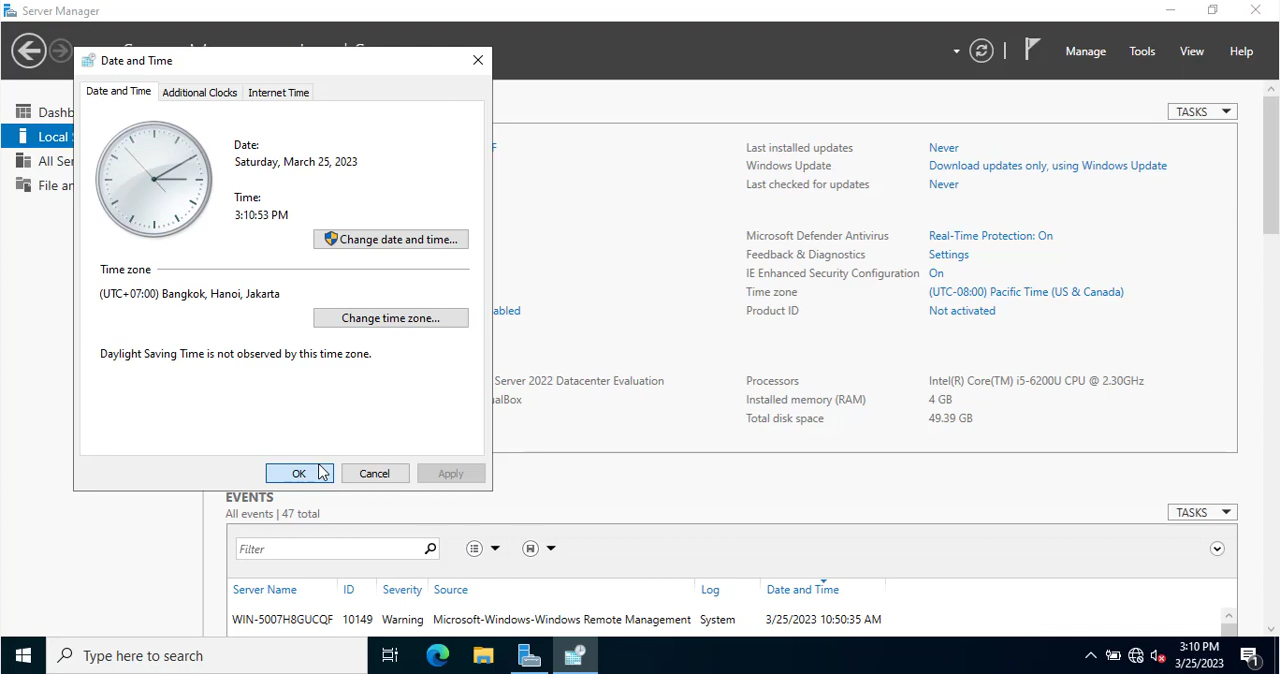 Server Manager
Manage
Tools
View
Help
Date and Time
Date and Time
Additional Clocks
Internet Time
Date:
Saturday, March 25, 2023
Time:
3:10:53 PM
Change date and time...
Time zone
(UTC+07:00) Bangkok, Hanoi, Jakarta
Change time zone...
Daylight Saving Time is not observed by this time zone.
OK
Cancel
Apply
Dashb
Local
All Ser
File an
TASKS
Last installed updates
Never
Windows Update
Download updates only, using Windows Update
Last checked for updates
Never
Microsoft Defender Antivirus
Real-Time Protection: On
Feedback & Diagnostics
Settings
IE Enhanced Security Configuration
On
Time zone
(UTC-08:00) Pacific Time (US & Canada)
Product ID
Not activated
abled
Server 2022 Datacenter Evaluation
ualBox
Processors
Intel(R) Core(TM) i5-6200U CPU @ 2.30GHz
Installed memory (RAM)
4 GB
Total disk space
49.39 GB
EVENTS
All events | 47 total
TASKS
Filter
Server Name
ID
Severity
Source
Log
Date and Time
WIN-5007H8GUCQF
10149
Warning
Microsoft-Windows-Windows Remote Management
System
3/25/2023 10:50:35 AM
Type here to search
3:10 PM
3/25/2023
1